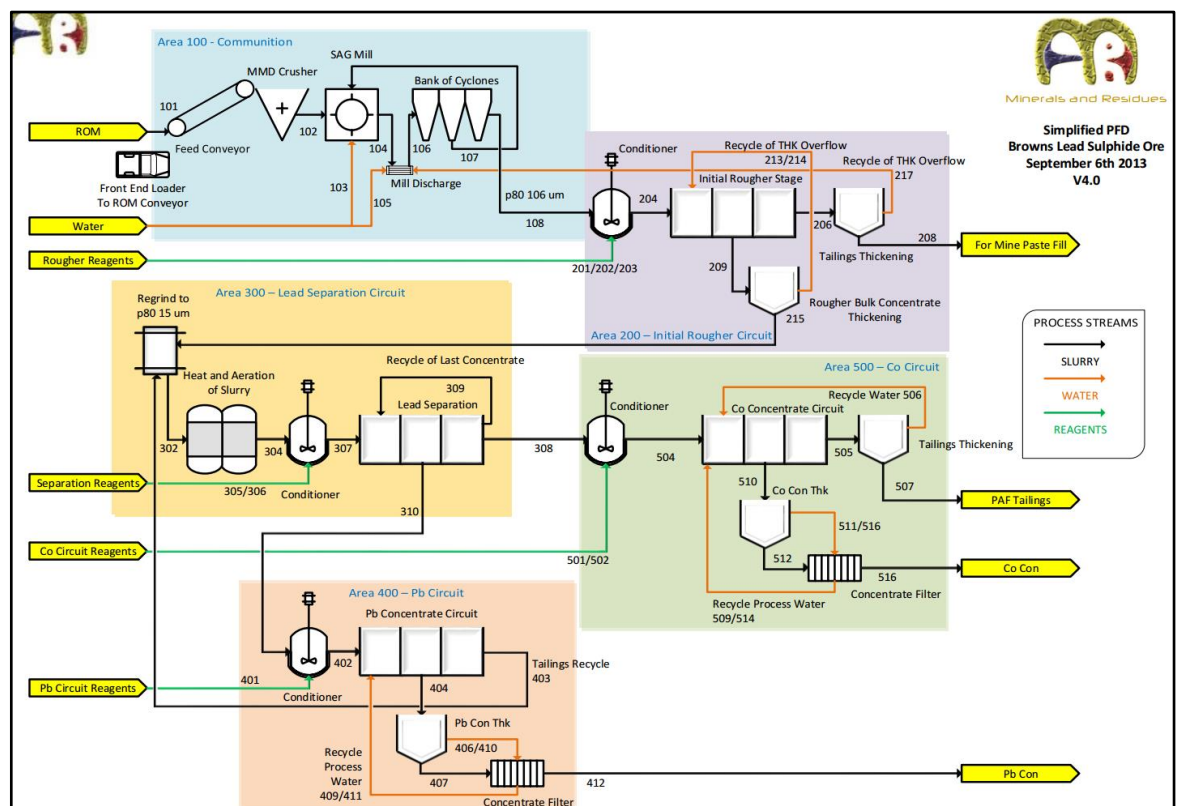 Minerals and Residues
Simplified PFD
Browns Lead Sulphide Ore
September 6th 2013
V4.0
Area 100 - Communition
SAG Mill
MMD Crusher
Bank of Cyclones
101
ROM
102
104
106
107
Feed Conveyor
Front End Loader
To ROM Conveyor
103
Mill Discharge
105
p80 106 um
108
Water
Rougher Reagents
Conditioner
Recycle of THK Overflow
213/214
Recycle of THK Overflow
217
Initial Rougher Stage
204
206
208
For Mine Paste Fill
Tailings Thickening
201/202/203
209
Rougher Bulk Concentrate
Thickening
215
Area 200 – Initial Rougher Circuit
PROCESS STREAMS
SLURRY
WATER
REAGENTS
Area 300 – Lead Separation Circuit
Regrind to
p80 15 um
Recycle of Last Concentrate
309
Heat and Aeration
of Slurry
Lead Separation
302
304
307
308
Separation Reagents
305/306
Conditioner
310
Area 500 – Co Circuit
Recycle Water 506
Conditioner
Co Concentrate Circuit
504
505
Tailings Thickening
507
PAF Tailings
510
Co Con Thk
511/516
512
516
Co Con
Concentrate Filter
Recycle Process Water
509/514
Co Circuit Reagents
501/502
Area 400 – Pb Circuit
Pb Concentrate Circuit
402
Tailings Recycle
403
404
Pb Circuit Reagents
401
Conditioner
Pb Con Thk
406/410
Recycle
Process
Water
409/411
407
412
Pb Con
Concentrate Filter